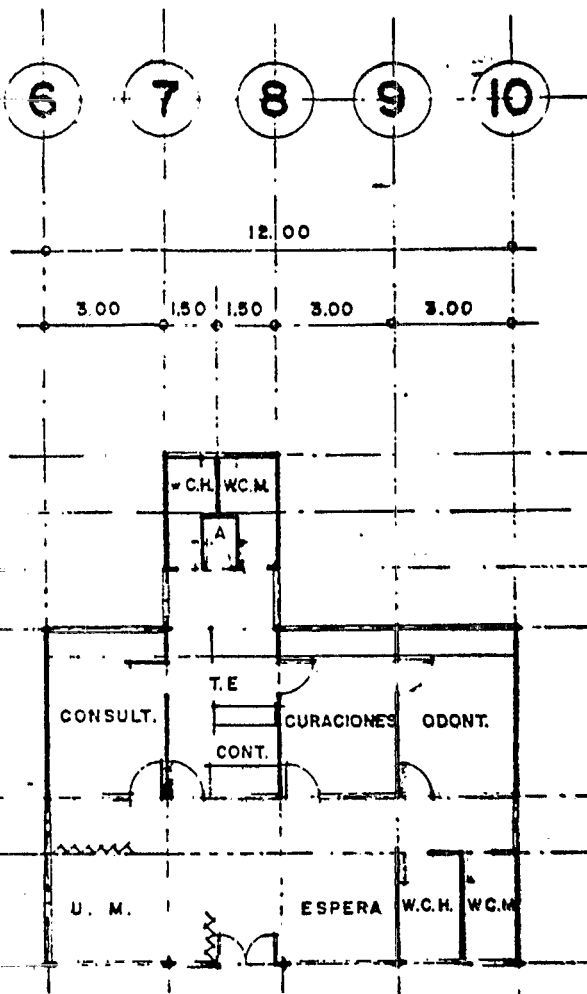 6 7 8 9 10
12.00
3.00 1.50 1.50 3.00 3.00
W.C.H. W.C.M.
A
T.E
CONSULT. CURACIONES ODONT.
CONT.
U. M. ESPERA W.C.H. W.C.M